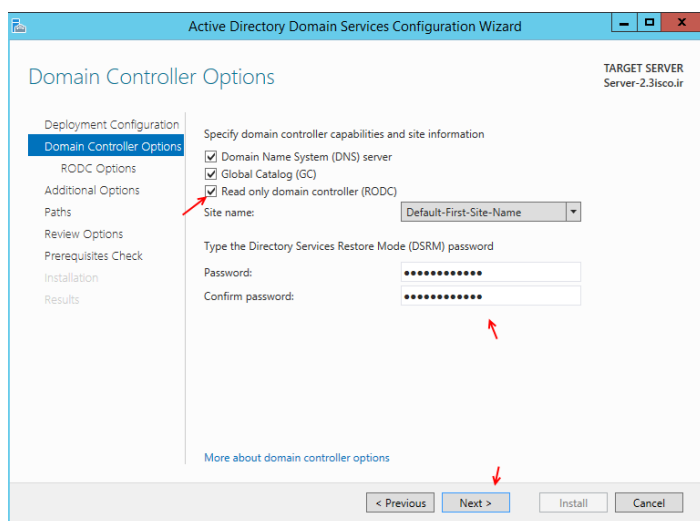 Active Directory Domain Services Configuration Wizard
Domain Controller Options
TARGET SERVER
Server-2.3isco.ir
Deployment Configuration
Domain Controller Options
RODC Options
Additional Options
Paths
Review Options
Prerequisites Check
Installation
Results
Specify domain controller capabilities and site information
Domain Name System (DNS) server
Global Catalog (GC)
Read only domain controller (RODC)
Site name: Default-First-Site-Name
Type the Directory Services Restore Mode (DSRM) password
Password: ●●●●●●●●●●●●
Confirm password: ●●●●●●●●●●●●
More about domain controller options
< Previous Next > Install Cancel